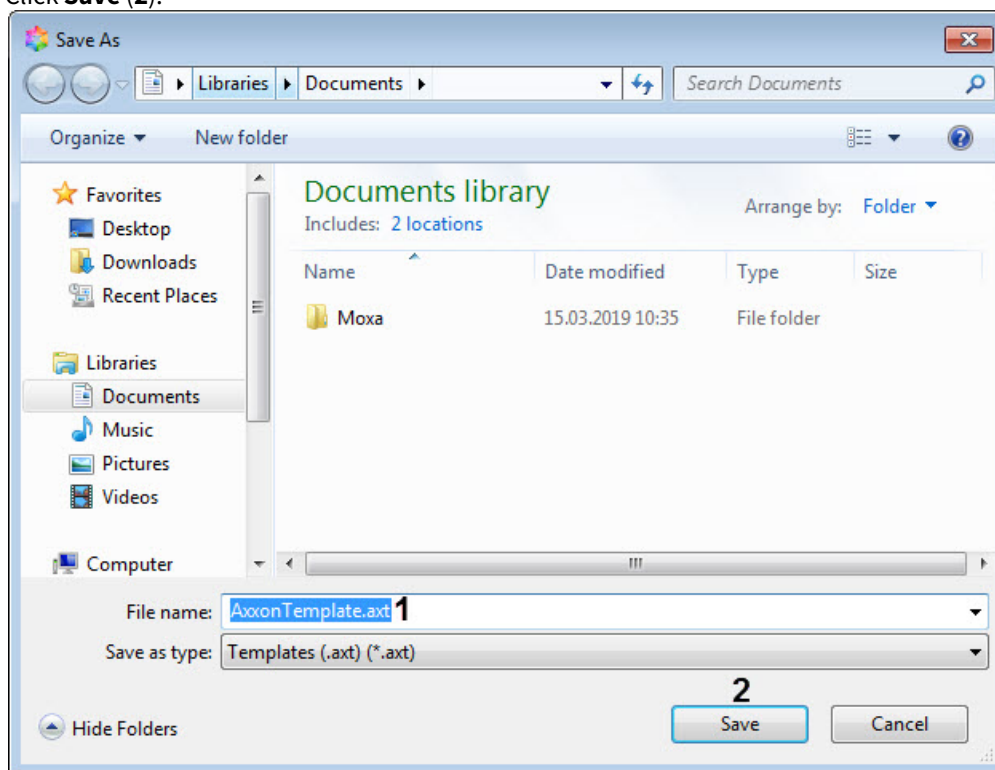 Click Save (2).
Save As
Libraries Documents Search Documents
Organize New folder
Favorites
Desktop
Downloads
Recent Places
Libraries
Documents
Music
Pictures
Videos
Computer
Documents library
Includes: 2 locations
Arrange by: Folder
Name Date modified Type Size
Moxa 15.03.2019 10:35 File folder
File name: AxxonTemplate.axt 1
Save as type: Templates (.axt) (*.axt)
2
Hide Folders Save Cancel